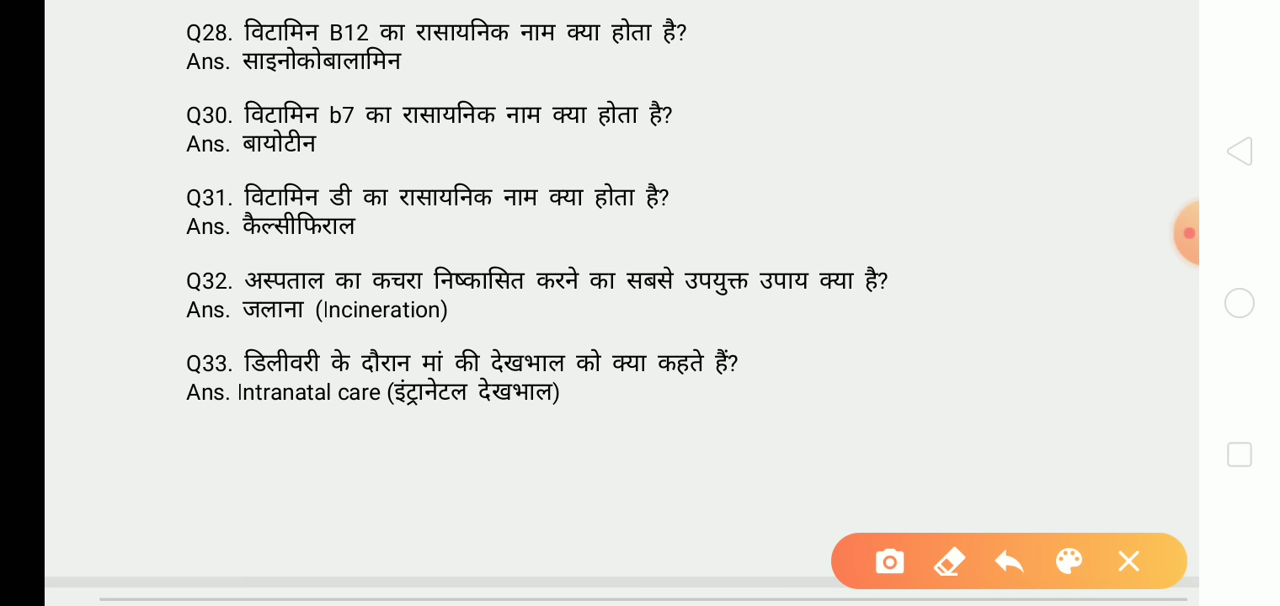 Q28. विटामिन B12 का रासायनिक नाम क्या होता है?
Ans. साइनोकोबालामिन
Q30. विटामिन b7 का रासायनिक नाम क्या होता है?
Ans. बायोटीन
Q31. विटामिन डी का रासायनिक नाम क्या होता है?
Ans. कैल्सीफिराल
Q32. अस्पताल का कचरा निष्कासित करने का सबसे उपयुक्त उपाय क्या है?
Ans. जलाना (Incineration)
Q33. डिलीवरी के दौरान मां की देखभाल को क्या कहते हैं?
Ans. Intranatal care (इंट्रानेटल देखभाल)